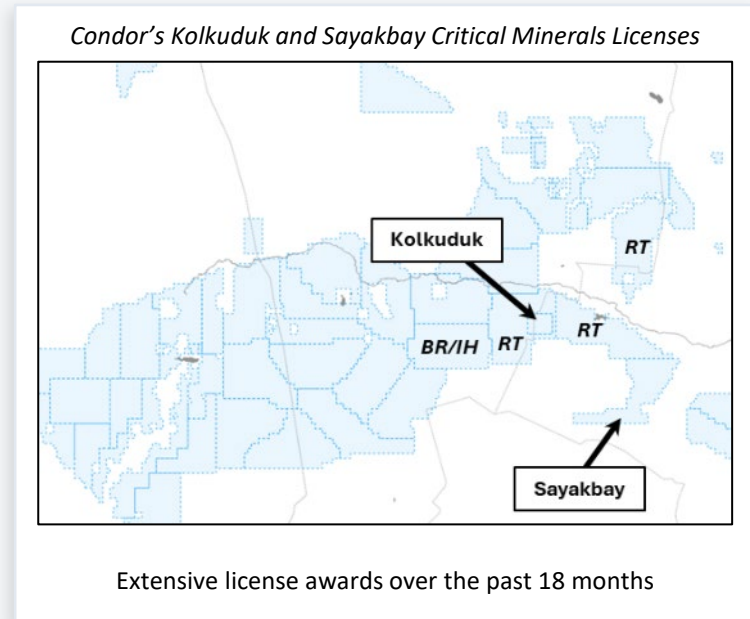 Condor's Kolkuduk and Sayakbay Critical Minerals Licenses
RT
Kolkuduk
RT
BR/IH
RT
Sayakbay
Extensive license awards over the past 18 months